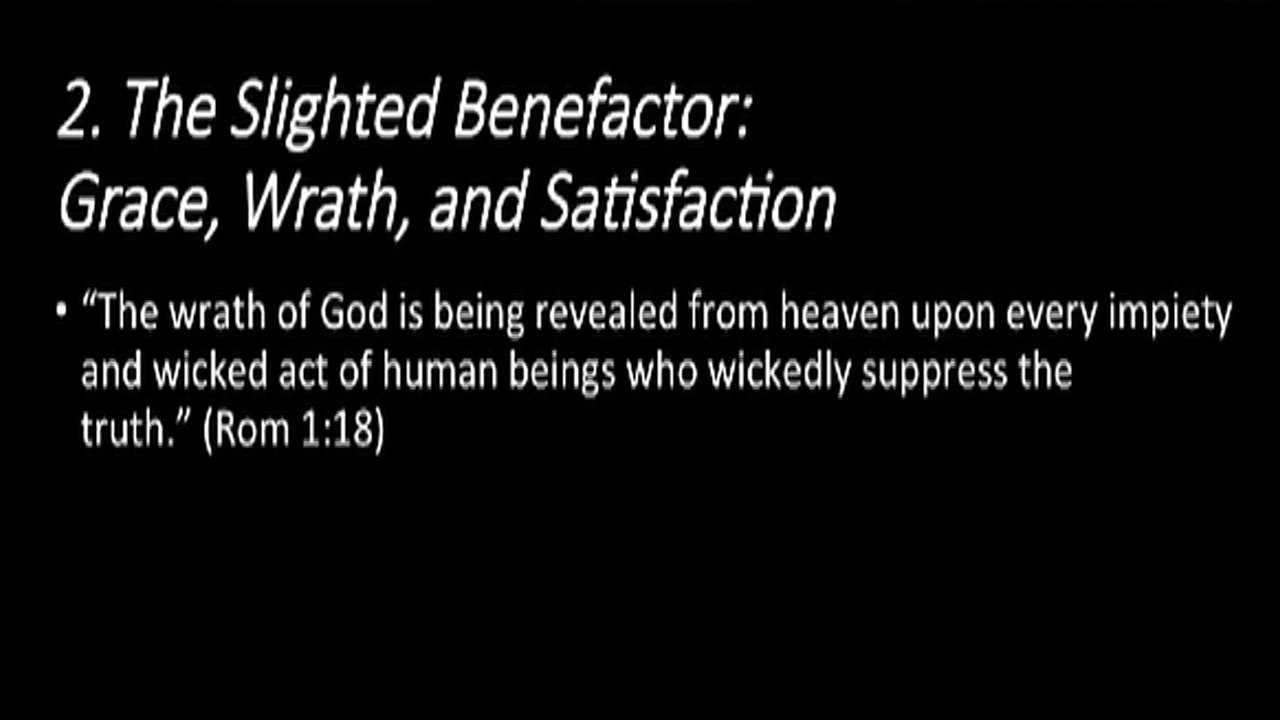 2. The Slighted Benefactor:
Grace, Wrath, and Satisfaction
• “The wrath of God is being revealed from heaven upon every impiety
and wicked act of human beings who wickedly suppress the
truth.” (Rom 1:18)